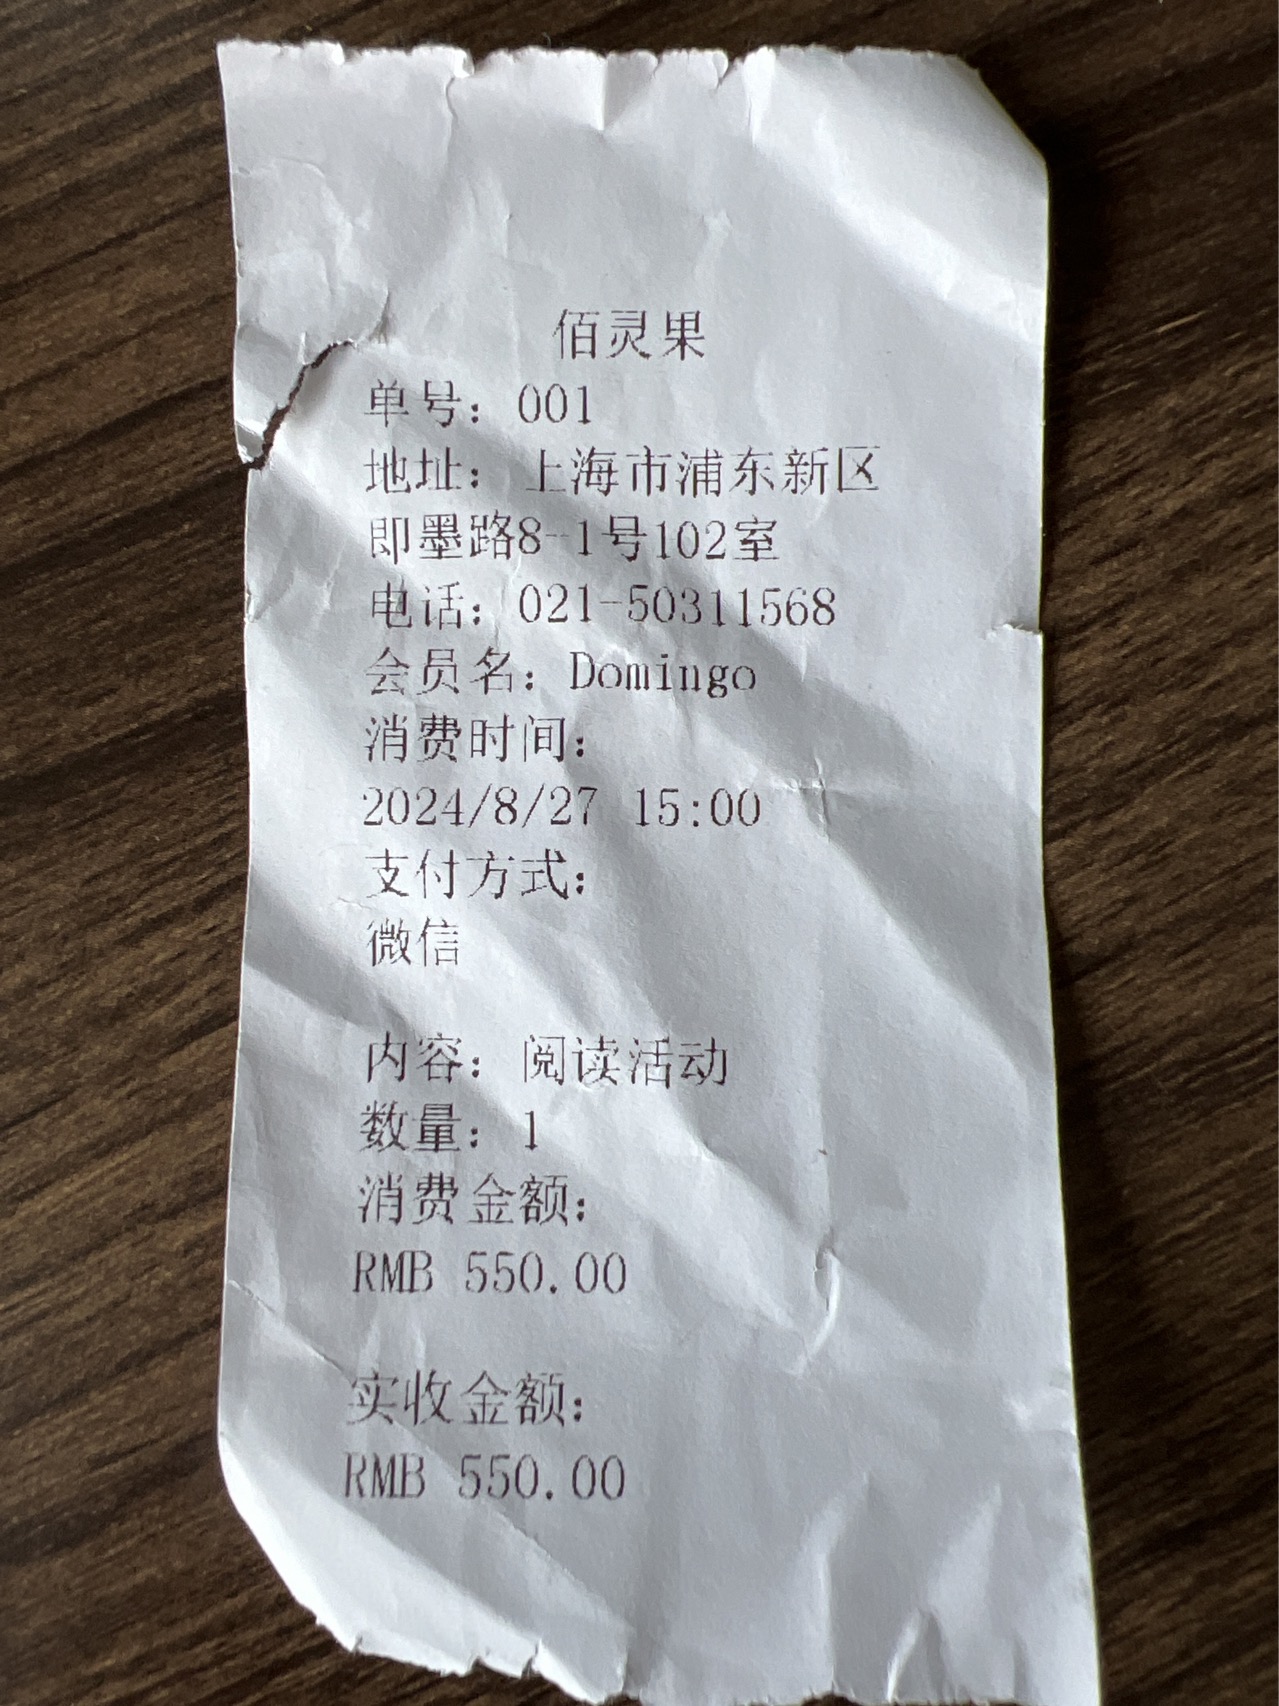 佰灵果
单号：001
地址：上海市浦东新区
即墨路8-1号102室
电话：021-50311568
会员名：Domingo
消费时间：
2024/8/27 15:00
支付方式：
微信
内容：阅读活动
数量：1
消费金额：
RMB 550.00
实收金额：
RMB 550.00